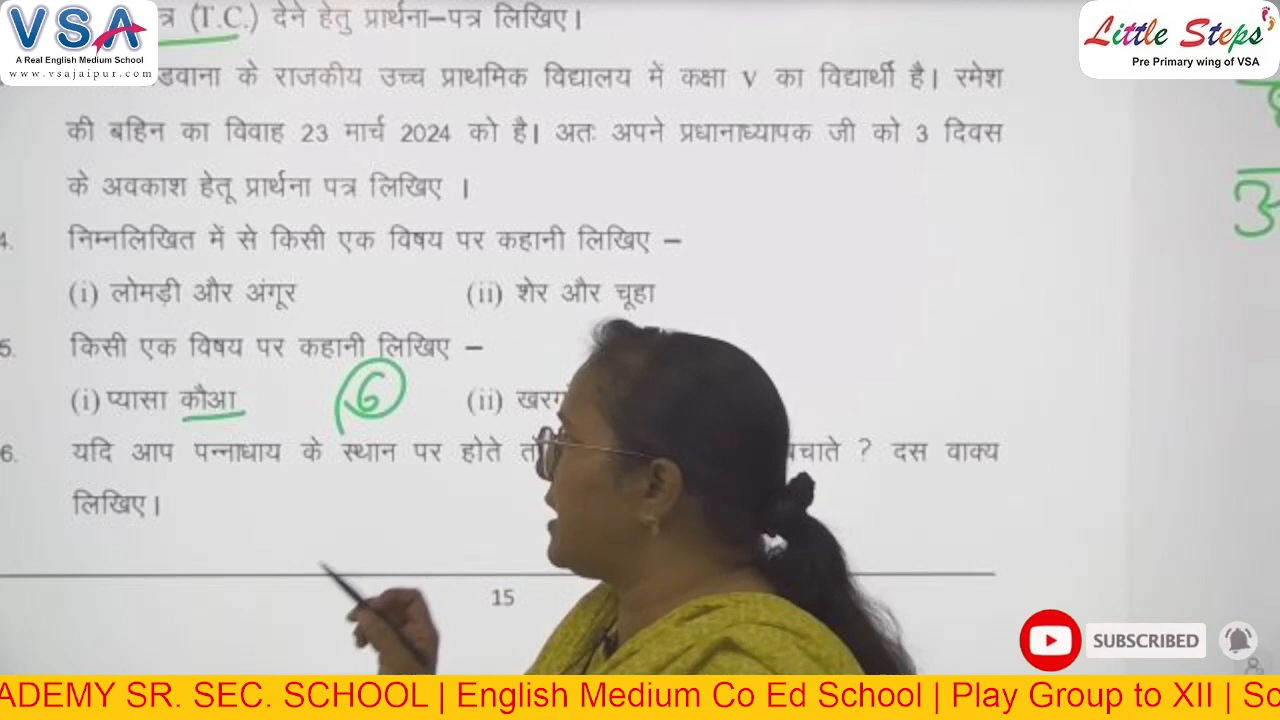 VSA
A Real English Medium School
www.vsajaipur.com
Little Steps
Pre Primary wing of VSA
(T.C.) देने हेतु प्रार्थना–पत्र लिखिए।
के राजकीय उच्च प्राथमिक विद्यालय में कक्षा V का विद्यार्थी है। रमेश
की बहिन का विवाह 23 मार्च 2024 को है। अतः अपने प्रधानाध्यापक जी को 3 दिवस
के अवकाश हेतू प्रार्थना पत्र लिखिए ।
4. निम्नलिखित में से किसी एक विषय पर कहानी लिखिए –
(i) लोमड़ी और अंगूर (ii) शेर और चूहा
5. किसी एक विषय पर कहानी लिखिए –
(i) प्यासा कौआ 6 (ii)
6. यदि आप पन्नाधाय के स्थान पर होते ? दस वाक्य
लिखिए।
15
SUBSCRIBED
ADEMY SR. SEC. SCHOOL | English Medium Co Ed School | Play Group to XII | Sc